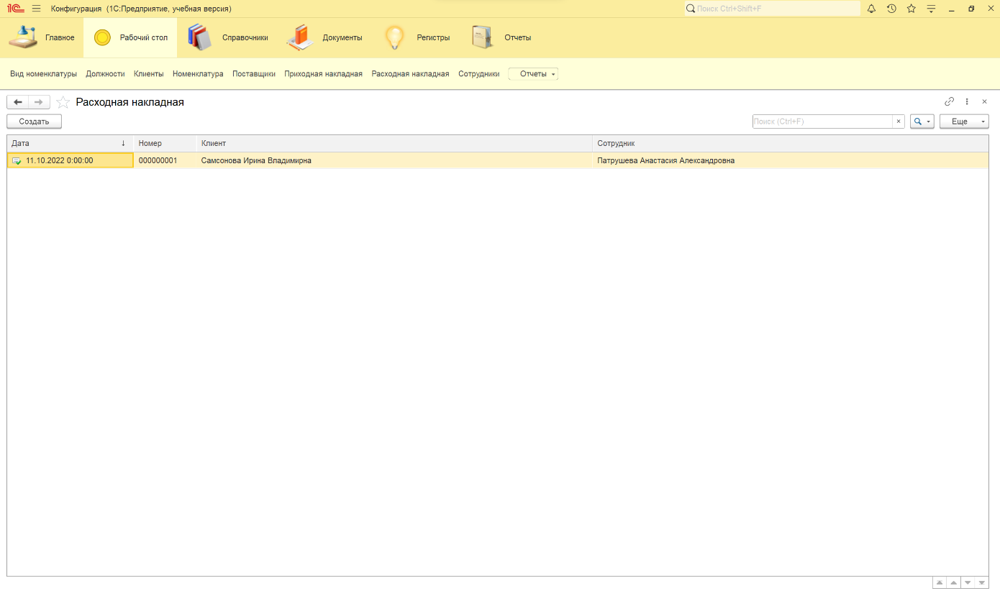 1С Конфигурация (1С:Предприятие, учебная версия) Поиск Ctrl+Shift+F
Главное Рабочий стол Справочники Документы Регистры Отчеты
Вид номенклатуры Должности Клиенты Номенклатура Поставщики Приходная накладная Расходная накладная Сотрудники Отчеты
Расходная накладная
Создать Поиск (Ctrl+F) Еще
Дата Номер Клиент Сотрудник
11.10.2022 0:00:00 000000001 Самсонова Ирина Владимирна Патрушева Анастасия Александровна